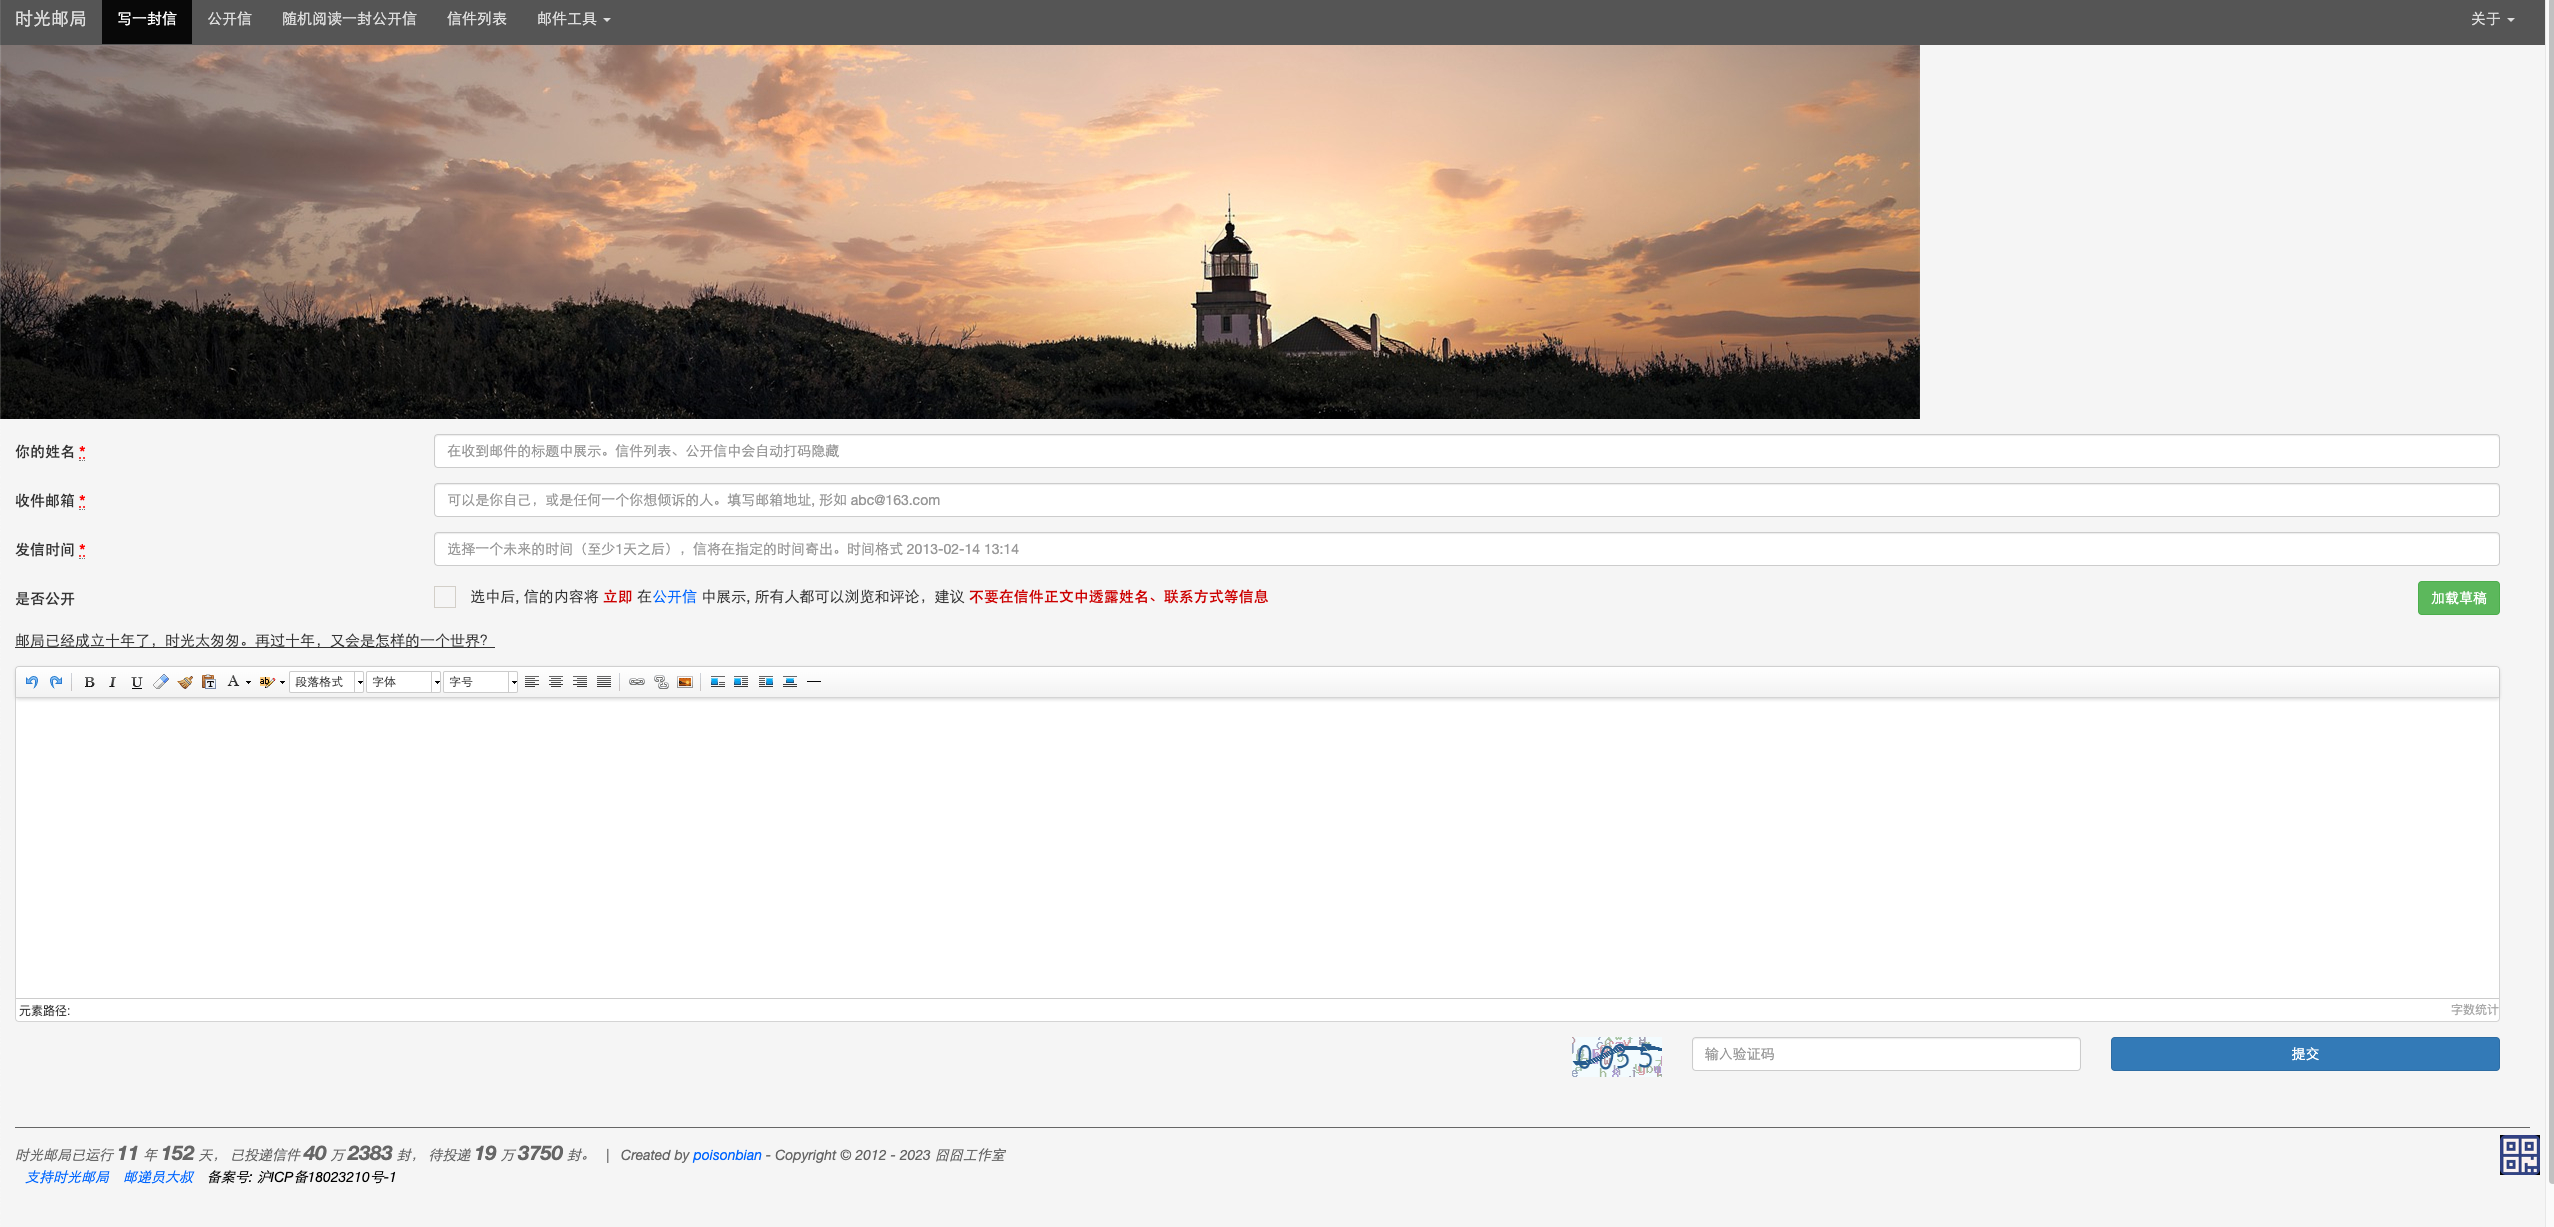 时光邮局 写一封信 公开信 随机阅读一封公开信 信件列表 邮件工具 关于
你的姓名 * 在收到邮件的标题中展示。信件列表、公开信中会自动打码隐藏
收件邮箱 * 可以是你自己，或是任何一个你想倾诉的人。填写邮箱地址, 形如 abc@163.com
发信时间 * 选择一个未来的时间（至少1天之后），信将在指定的时间寄出。时间格式 2013-02-14 13:14
是否公开 选中后, 信的内容将 立即 在公开信 中展示, 所有人都可以浏览和评论，建议 不要在信件正文中透露姓名、联系方式等信息 加载草稿
邮局已经成立十年了，时光太匆匆。再过十年，又会是怎样的一个世界？
B I U A 段落格式 字体 字号
元素路径: 字数统计
0035 输入验证码 提交
时光邮局已运行 11 年 152 天， 已投递信件 40 万 2383 封， 待投递 19 万 3750 封。 | Created by poisonbian - Copyright © 2012 - 2023 囧囧工作室
支持时光邮局 邮递员大叔 备案号: 沪ICP备18023210号-1